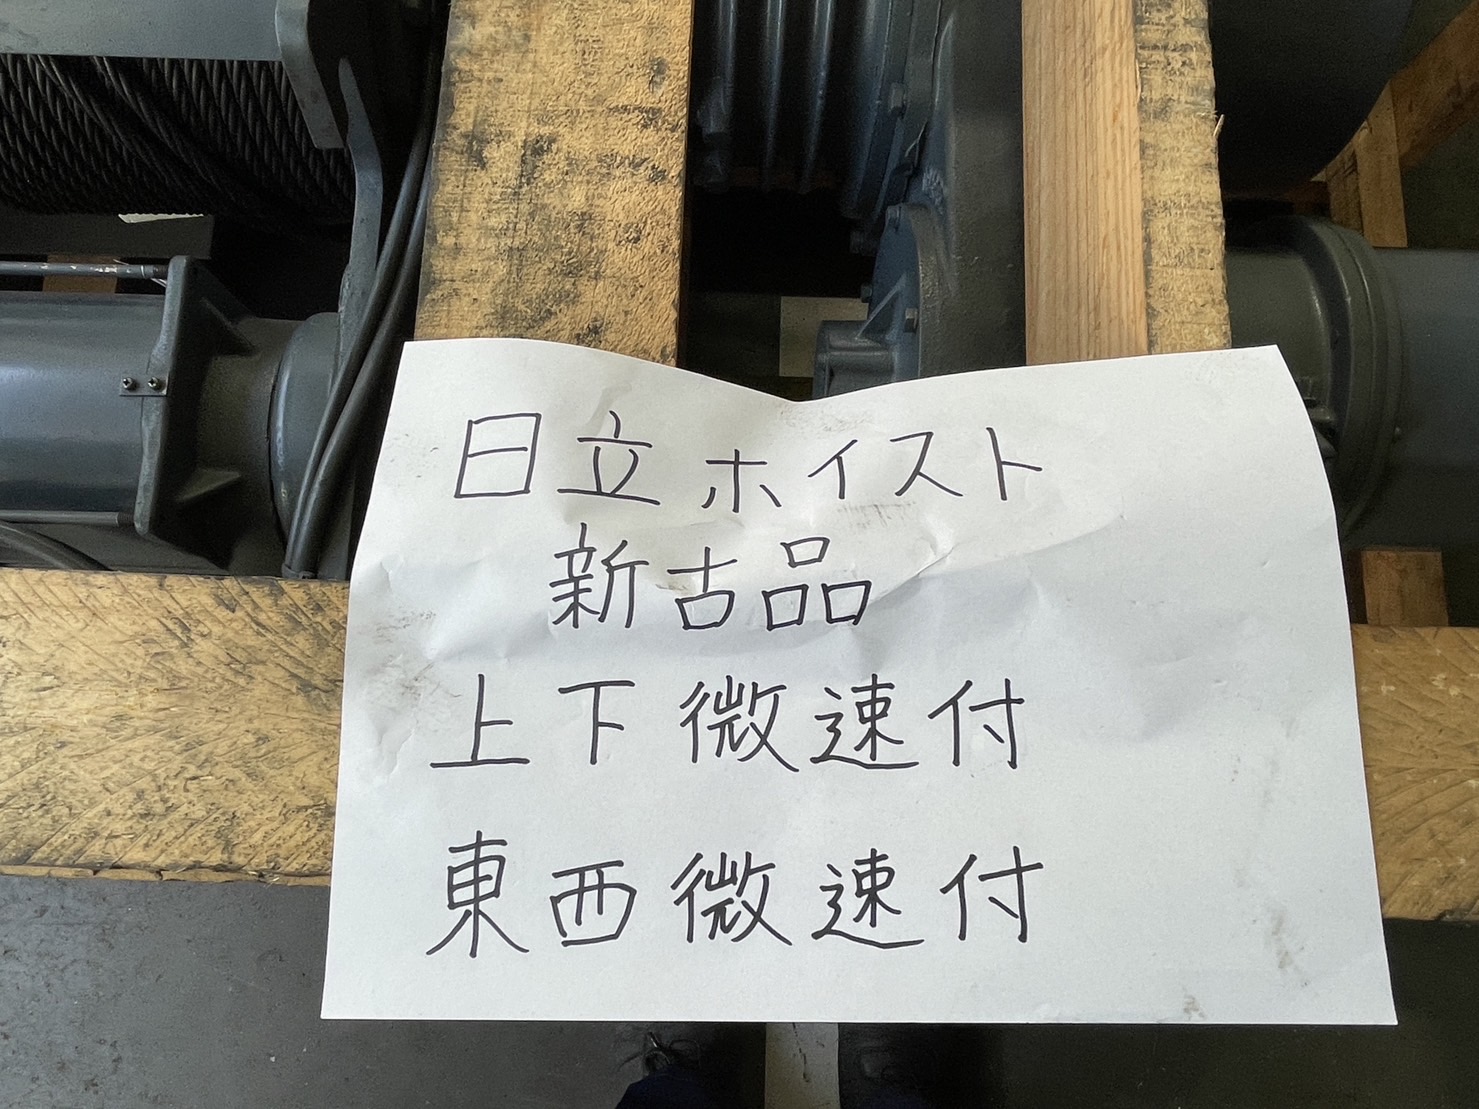 日立ホイスト
新古品
上下微速付
東西微速付